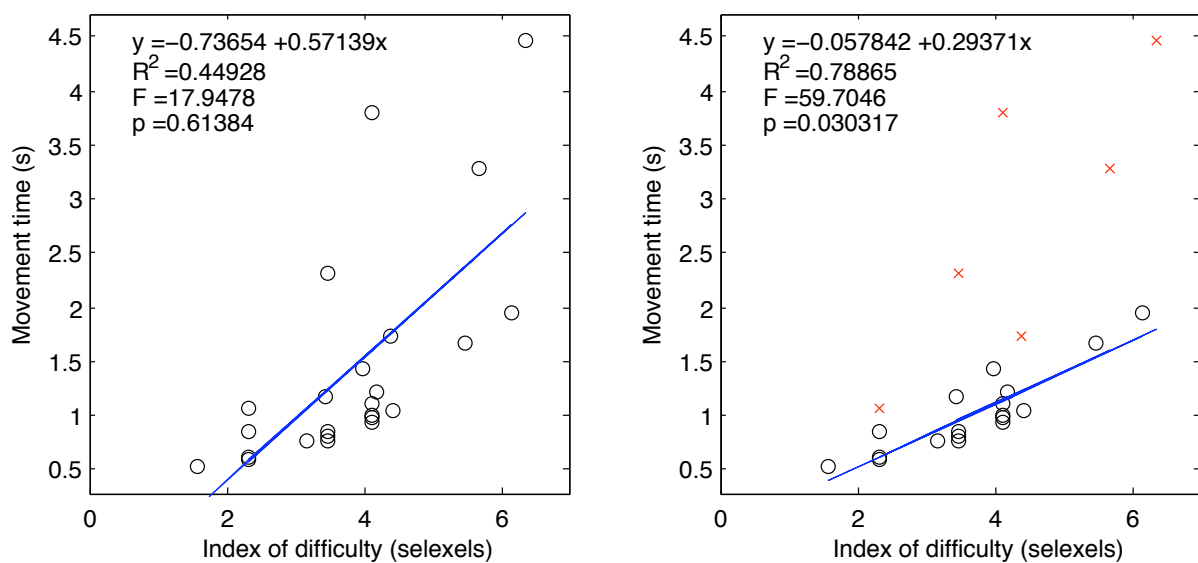 y =−0.73654 +0.57139x
R² =0.44928
F =17.9478
p =0.61384
4.5
4
3.5
3
2.5
2
1.5
1
0.5
0 2 4 6
Movement time (s)
Index of difficulty (selexels)
y =−0.057842 +0.29371x
R² =0.78865
F =59.7046
p =0.030317
4.5
4
3.5
3
2.5
2
1.5
1
0.5
0 2 4 6
Movement time (s)
Index of difficulty (selexels)